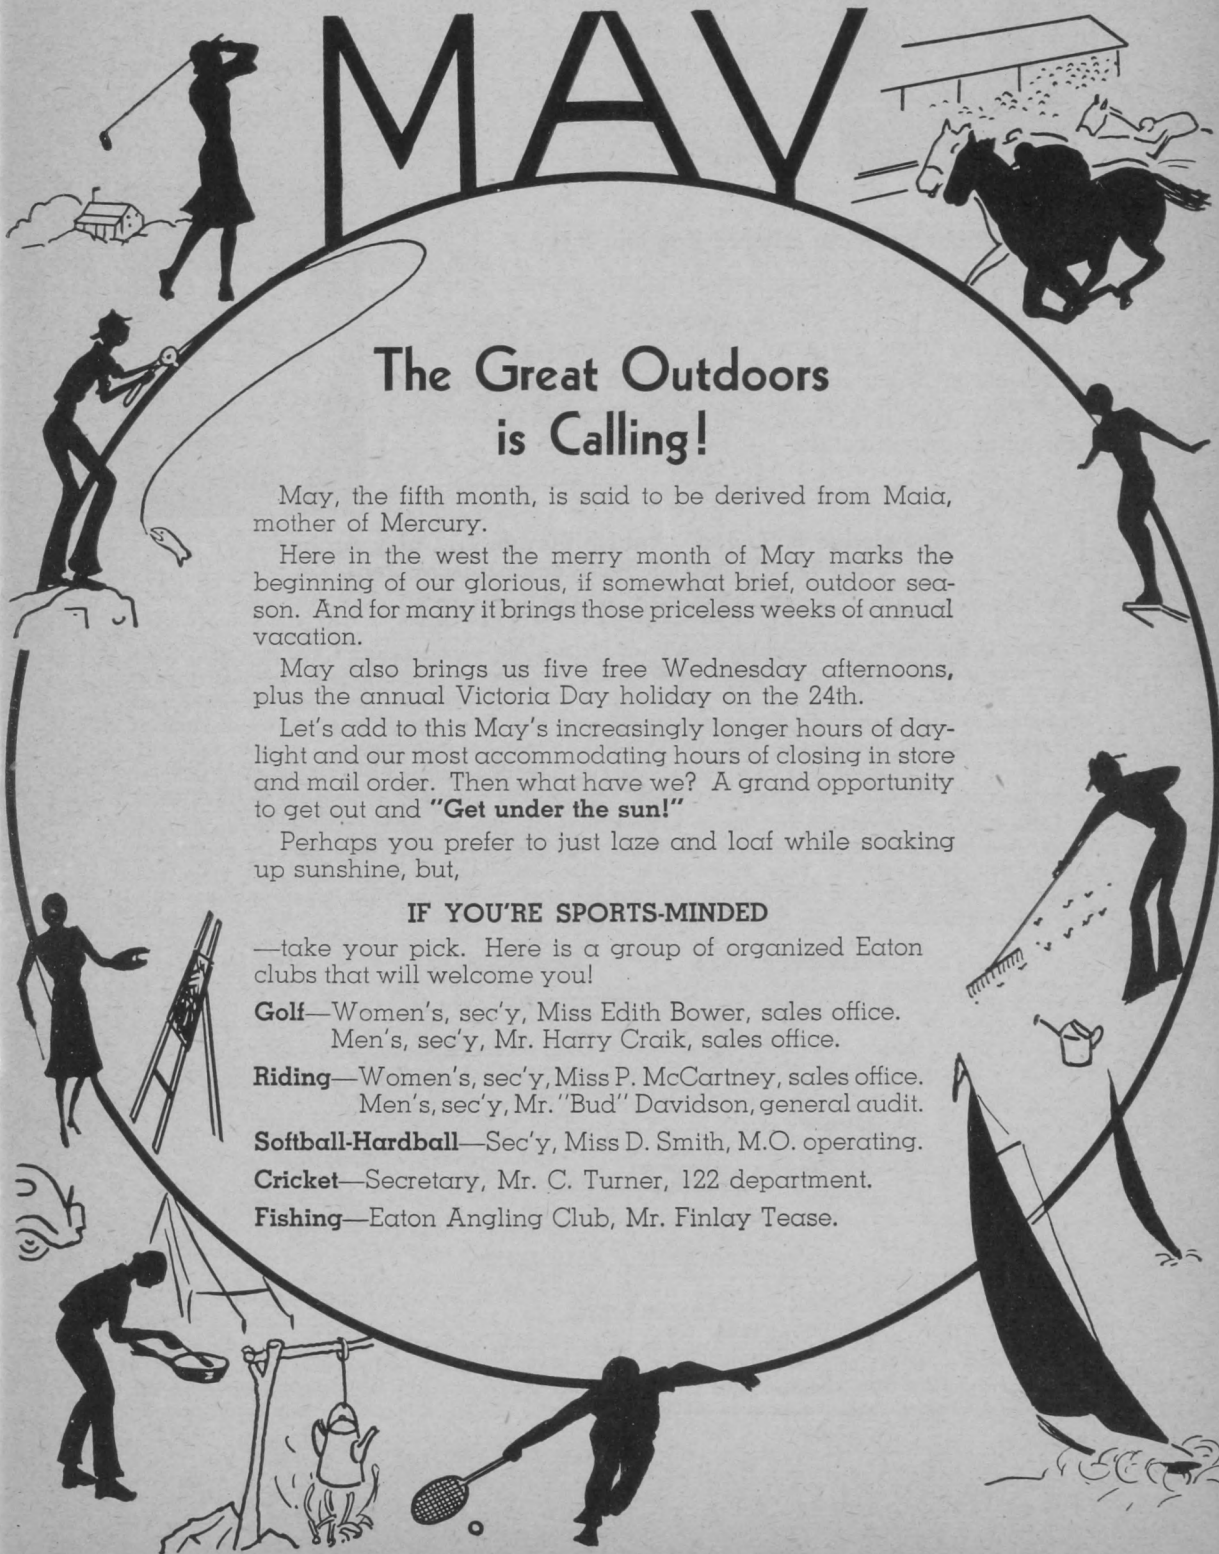 MAY
The Great Outdoors
is Calling!
May, the fifth month, is said to be derived from Maia,
mother of Mercury.
Here in the west the merry month of May marks the
beginning of our glorious, if somewhat brief, outdoor sea-
son. And for many it brings those priceless weeks of annual
vacation.
May also brings us five free Wednesday afternoons,
plus the annual Victoria Day holiday on the 24th.
Let's add to this May's increasingly longer hours of day-
light and our most accommodating hours of closing in store
and mail order. Then what have we? A grand opportunity
to get out and "Get under the sun!"
Perhaps you prefer to just laze and loaf while soaking
up sunshine, but,
IF YOU'RE SPORTS-MINDED
—take your pick. Here is a group of organized Eaton
clubs that will welcome you!
Golf—Women's, sec'y, Miss Edith Bower, sales office.
Men's, sec'y, Mr. Harry Craik, sales office.
Riding—Women's, sec'y, Miss P. McCartney, sales office.
Men's, sec'y, Mr. "Bud" Davidson, general audit.
Softball-Hardball—Sec'y, Miss D. Smith, M.O. operating.
Cricket—Secretary, Mr. C. Turner, 122 department.
Fishing—Eaton Angling Club, Mr. Finlay Tease.